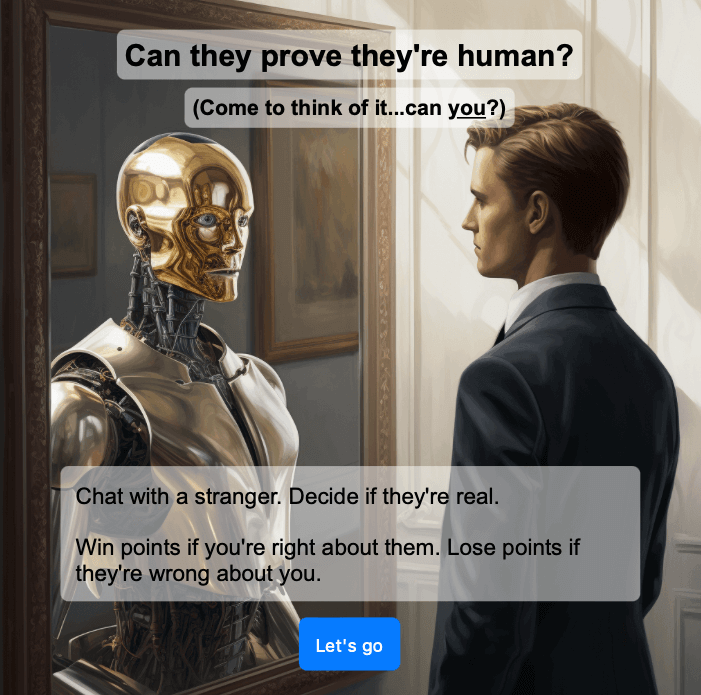 Can they prove they're human?
(Come to think of it...can you?)
Chat with a stranger. Decide if they're real.
Win points if you're right about them. Lose points if
they're wrong about you.
Let's go